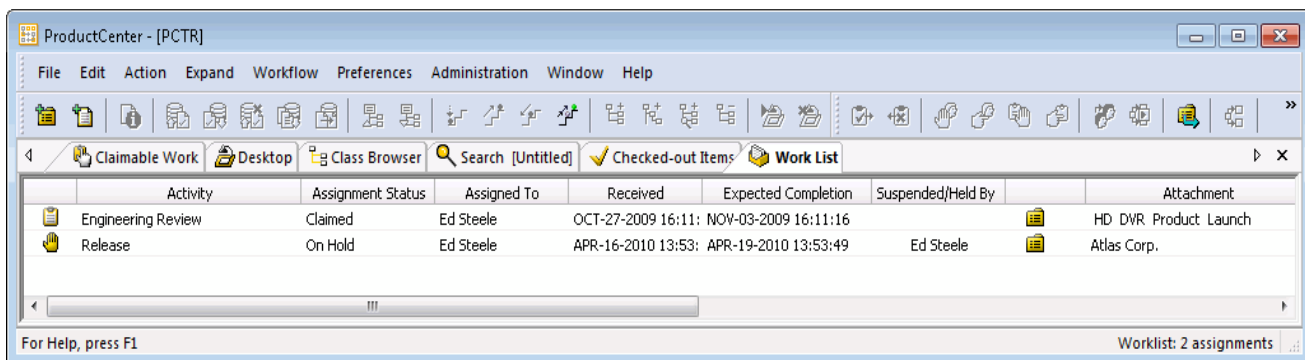 ProductCenter - [PCTR]
File Edit Action Expand Workflow Preferences Administration Window Help
Claimable Work Desktop Class Browser Search [Untitled] Checked-out Items Work List
Activity Assignment Status Assigned To Received Expected Completion Suspended/Held By Attachment
Engineering Review Claimed Ed Steele OCT-27-2009 16:11: NOV-03-2009 16:11:16 HD DVR Product Launch
Release On Hold Ed Steele APR-16-2010 13:53: APR-19-2010 13:53:49 Ed Steele Atlas Corp.
For Help, press F1 Worklist: 2 assignments